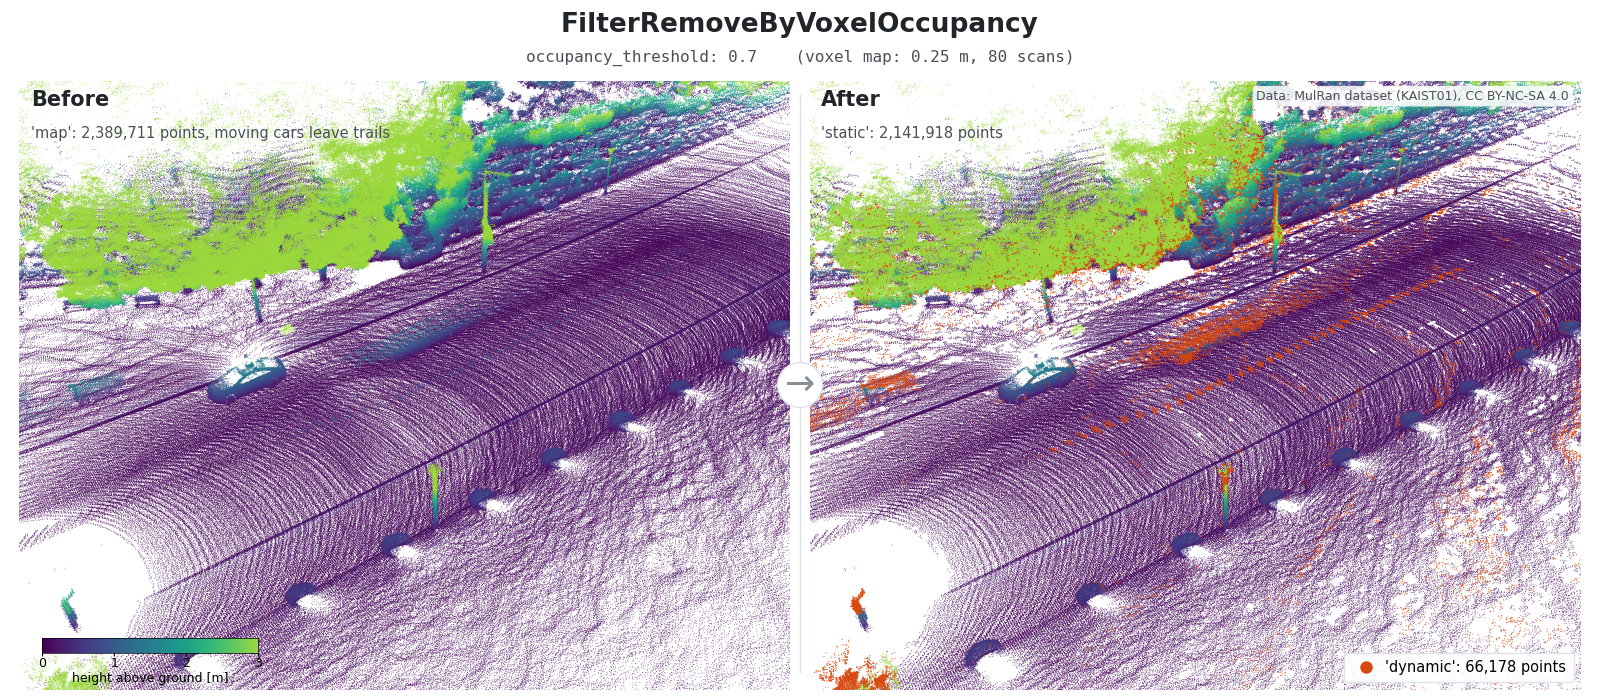 FilterRemoveByVoxelOccupancy
occupancy_threshold: 0.7    (voxel map: 0.25 m, 80 scans)
Before
'map': 2,389,711 points, moving cars leave trails
After
Data: MulRan dataset (KAIST01), CC BY-NC-SA 4.0
'static': 2,141,918 points
→
0 1 2 3
height above ground [m]
'dynamic': 66,178 points